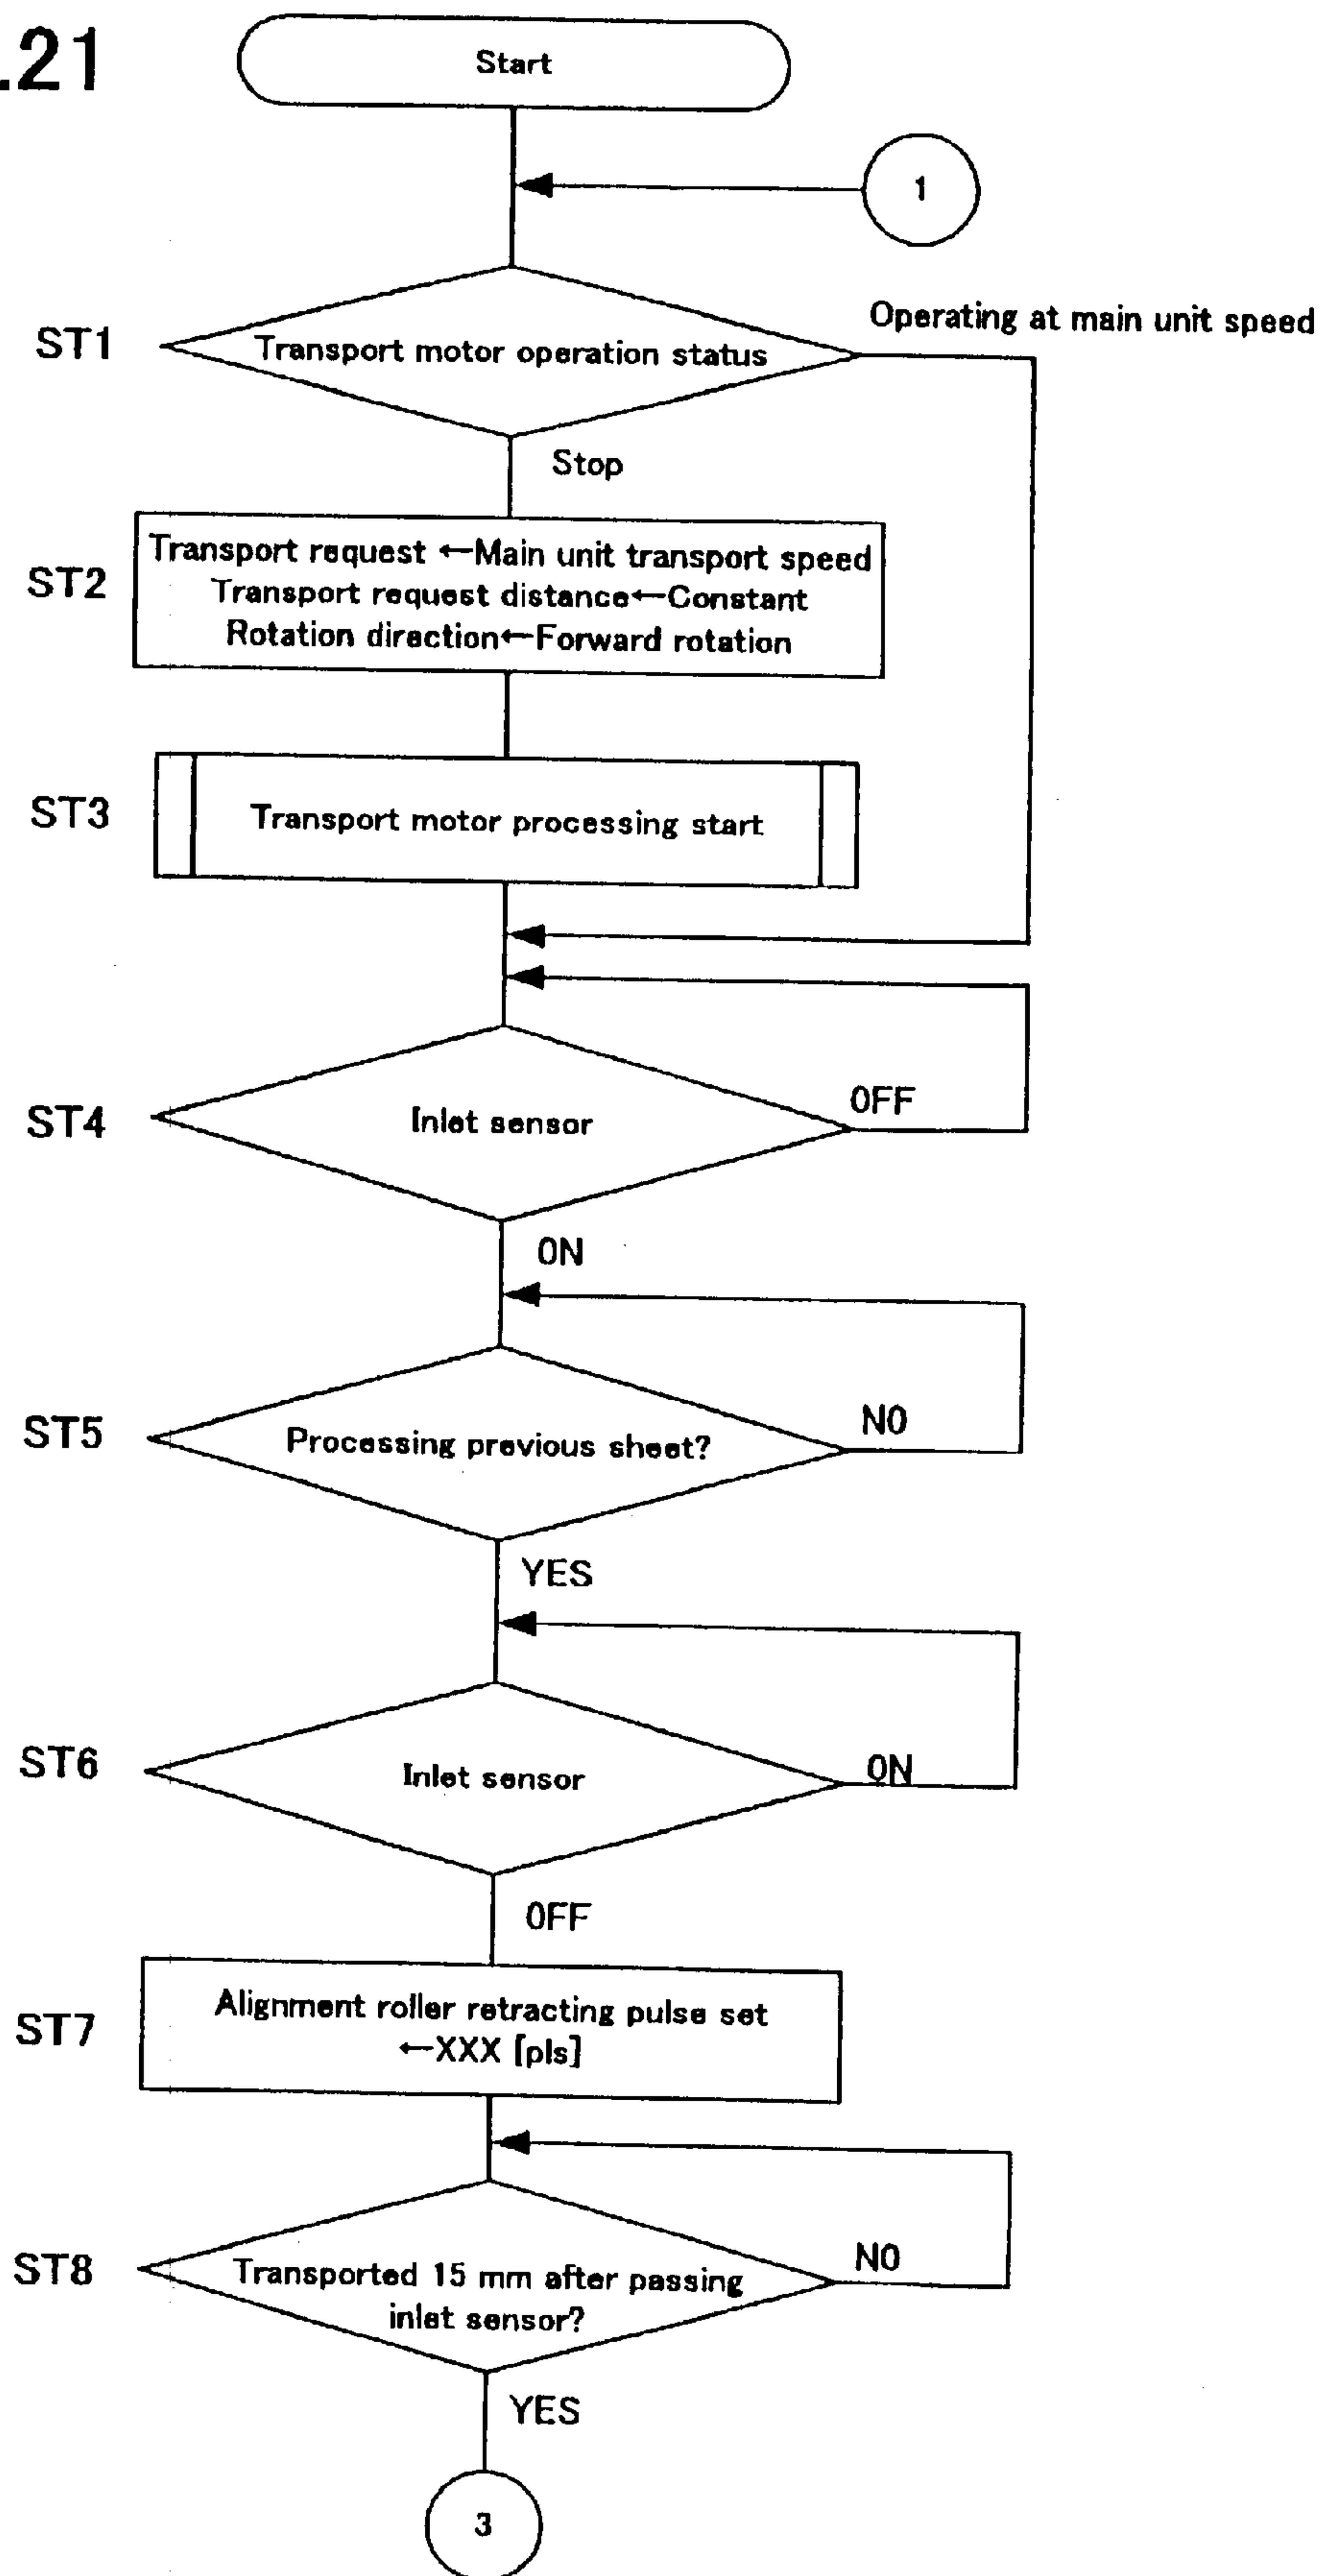 .21
Start
1
ST1
Transport motor operation status
Operating at main unit speed
Stop
ST2
Transport request ←Main unit transport speed
Transport request distance←Constant
Rotation direction←Forward rotation
ST3
Transport motor processing start
ST4
Inlet sensor
OFF
ON
ST5
Processing previous sheet?
NO
YES
ST6
Inlet sensor
ON
OFF
ST7
Alignment roller retracting pulse set
←XXX [pls]
ST8
Transported 15 mm after passing
inlet sensor?
NO
YES
3